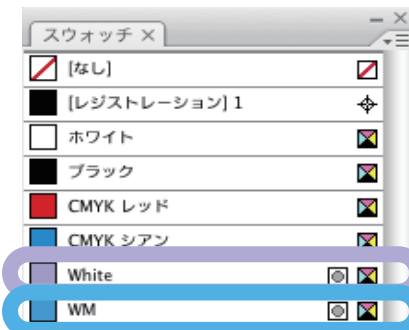 スウォッチ ×
[なし]
[レジストレーション] 1
ホワイト
ブラック
CMYK レッド
CMYK シアン
White
WM